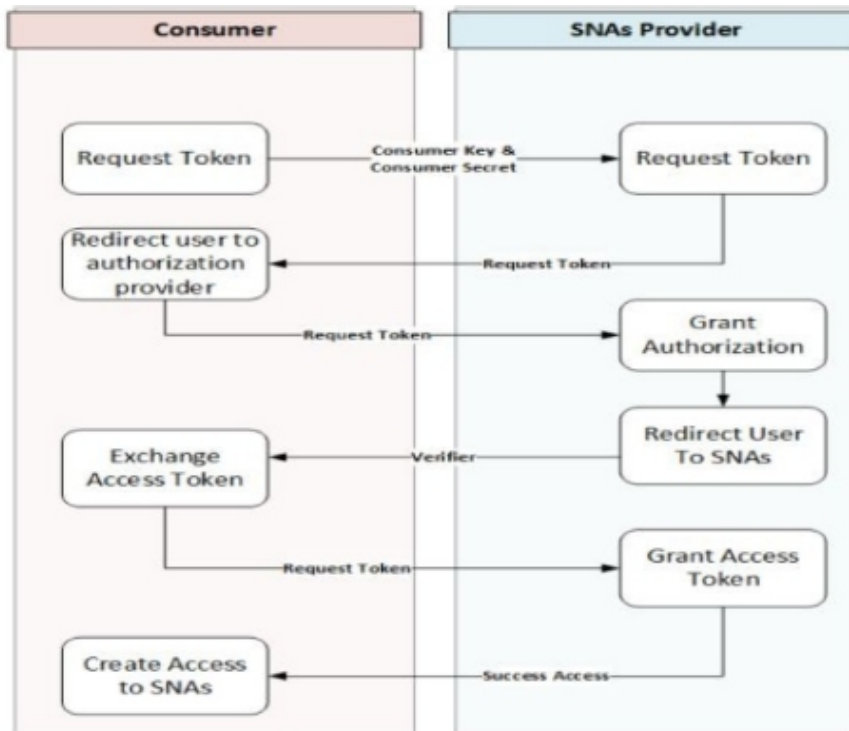 Consumer
SNAs Provider
Request Token
Consumer Key &
Consumer Secret
Request Token
Redirect user to
authorization
provider
Request Token
Request Token
Grant
Authorization
Redirect User
To SNAs
Verifier
Exchange
Access Token
Request Token
Grant Access
Token
Create Access
to SNAs
Success Access